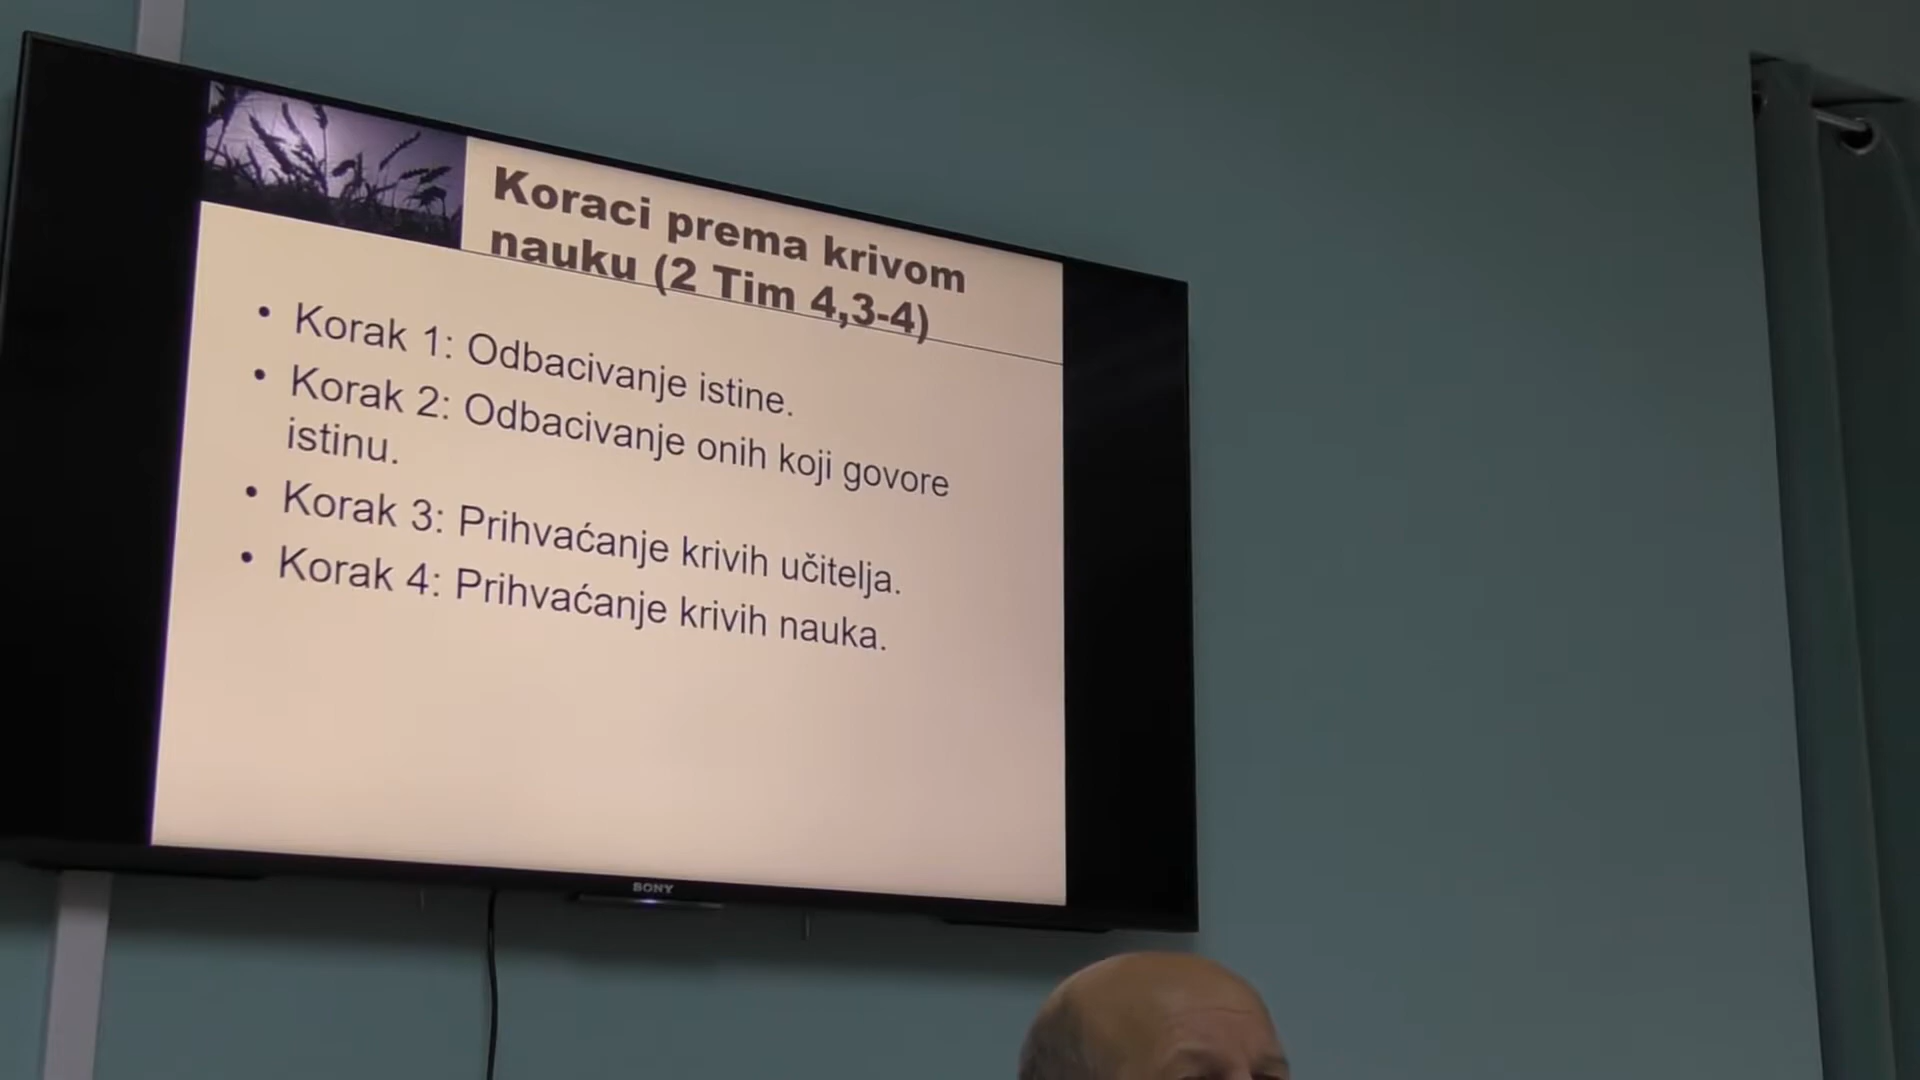 Koraci prema krivom
nauku (2 Tim 4,3-4)
• Korak 1: Odbacivanje istine.
• Korak 2: Odbacivanje onih koji govore
istinu.
• Korak 3: Prihvaćanje krivih učitelja.
• Korak 4: Prihvaćanje krivih nauka.
SONY